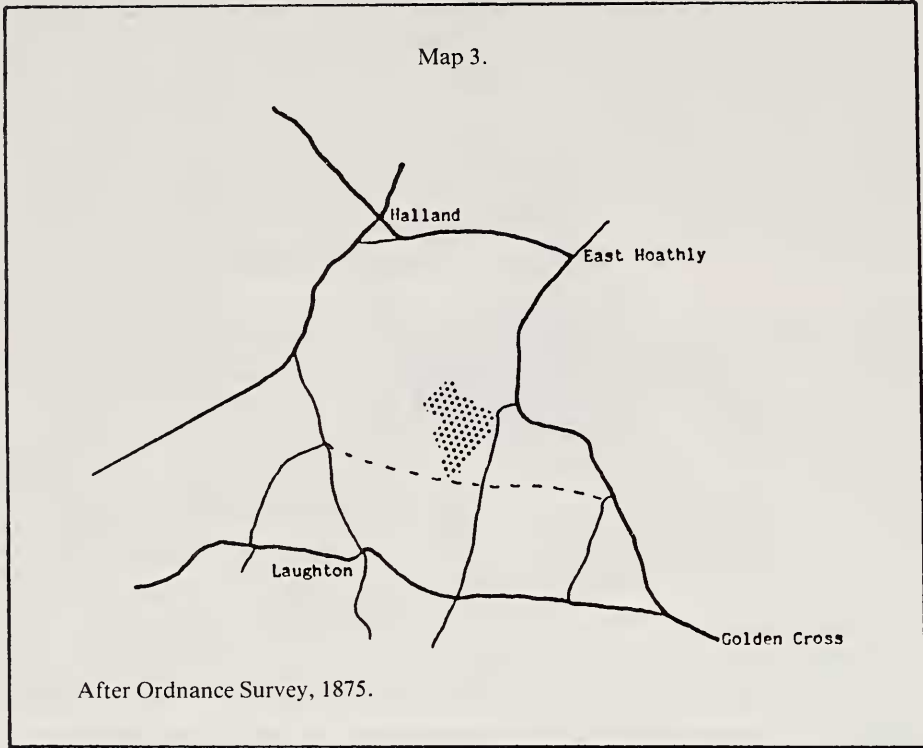 Map 3.
Halland
East Hoathly
Laughton
Golden Cross
After Ordnance Survey, 1875.